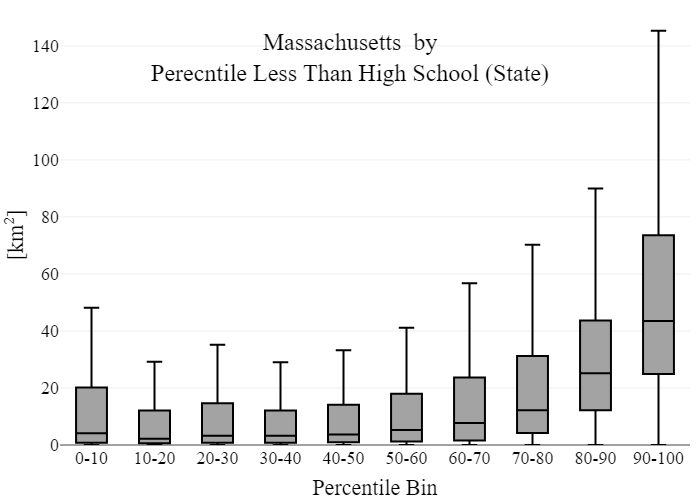 Massachusetts by
Perecntile Less Than High School (State)
140
120
100
80
60
40
20
0
[km²]
0-10 10-20 20-30 30-40 40-50 50-60 60-70 70-80 80-90 90-100
Percentile Bin